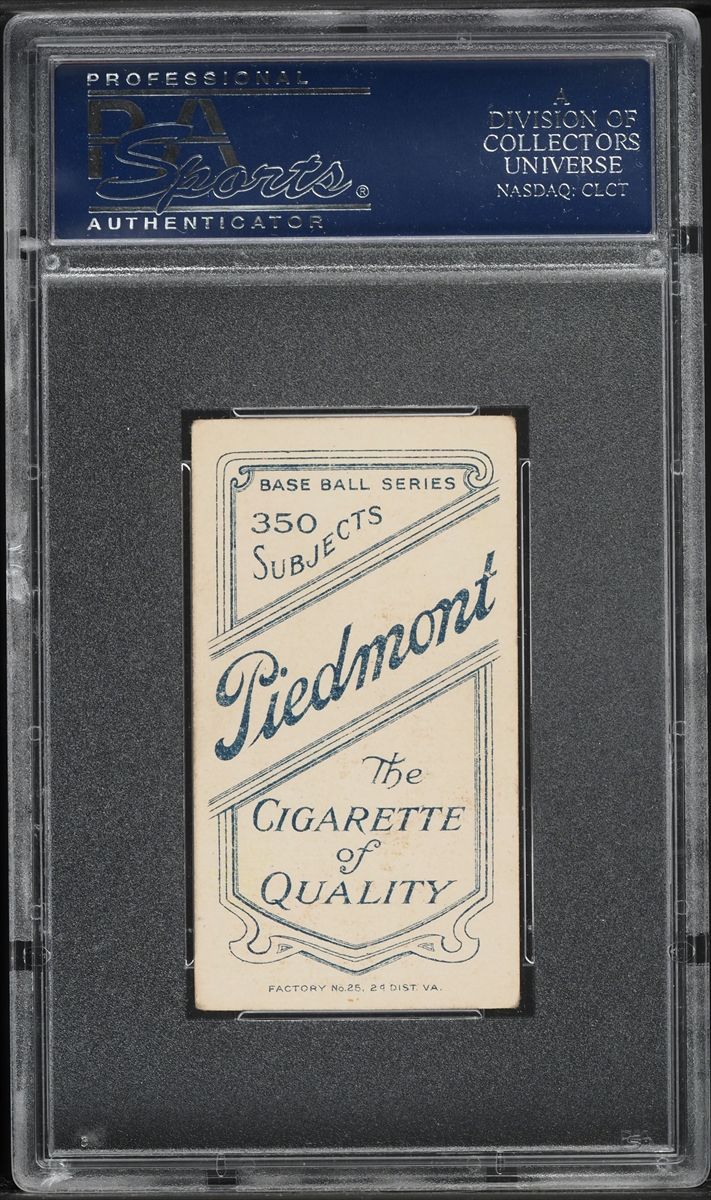 PROFESSIONAL
PSA
Sports®
AUTHENTICATOR
A
DIVISION OF
COLLECTORS
UNIVERSE
NASDAQ: CLCT
BASE BALL SERIES
350
SUBJECTS
Piedmont
The
CIGARETTE
of
QUALITY
FACTORY No. 25, 2d DIST. VA.